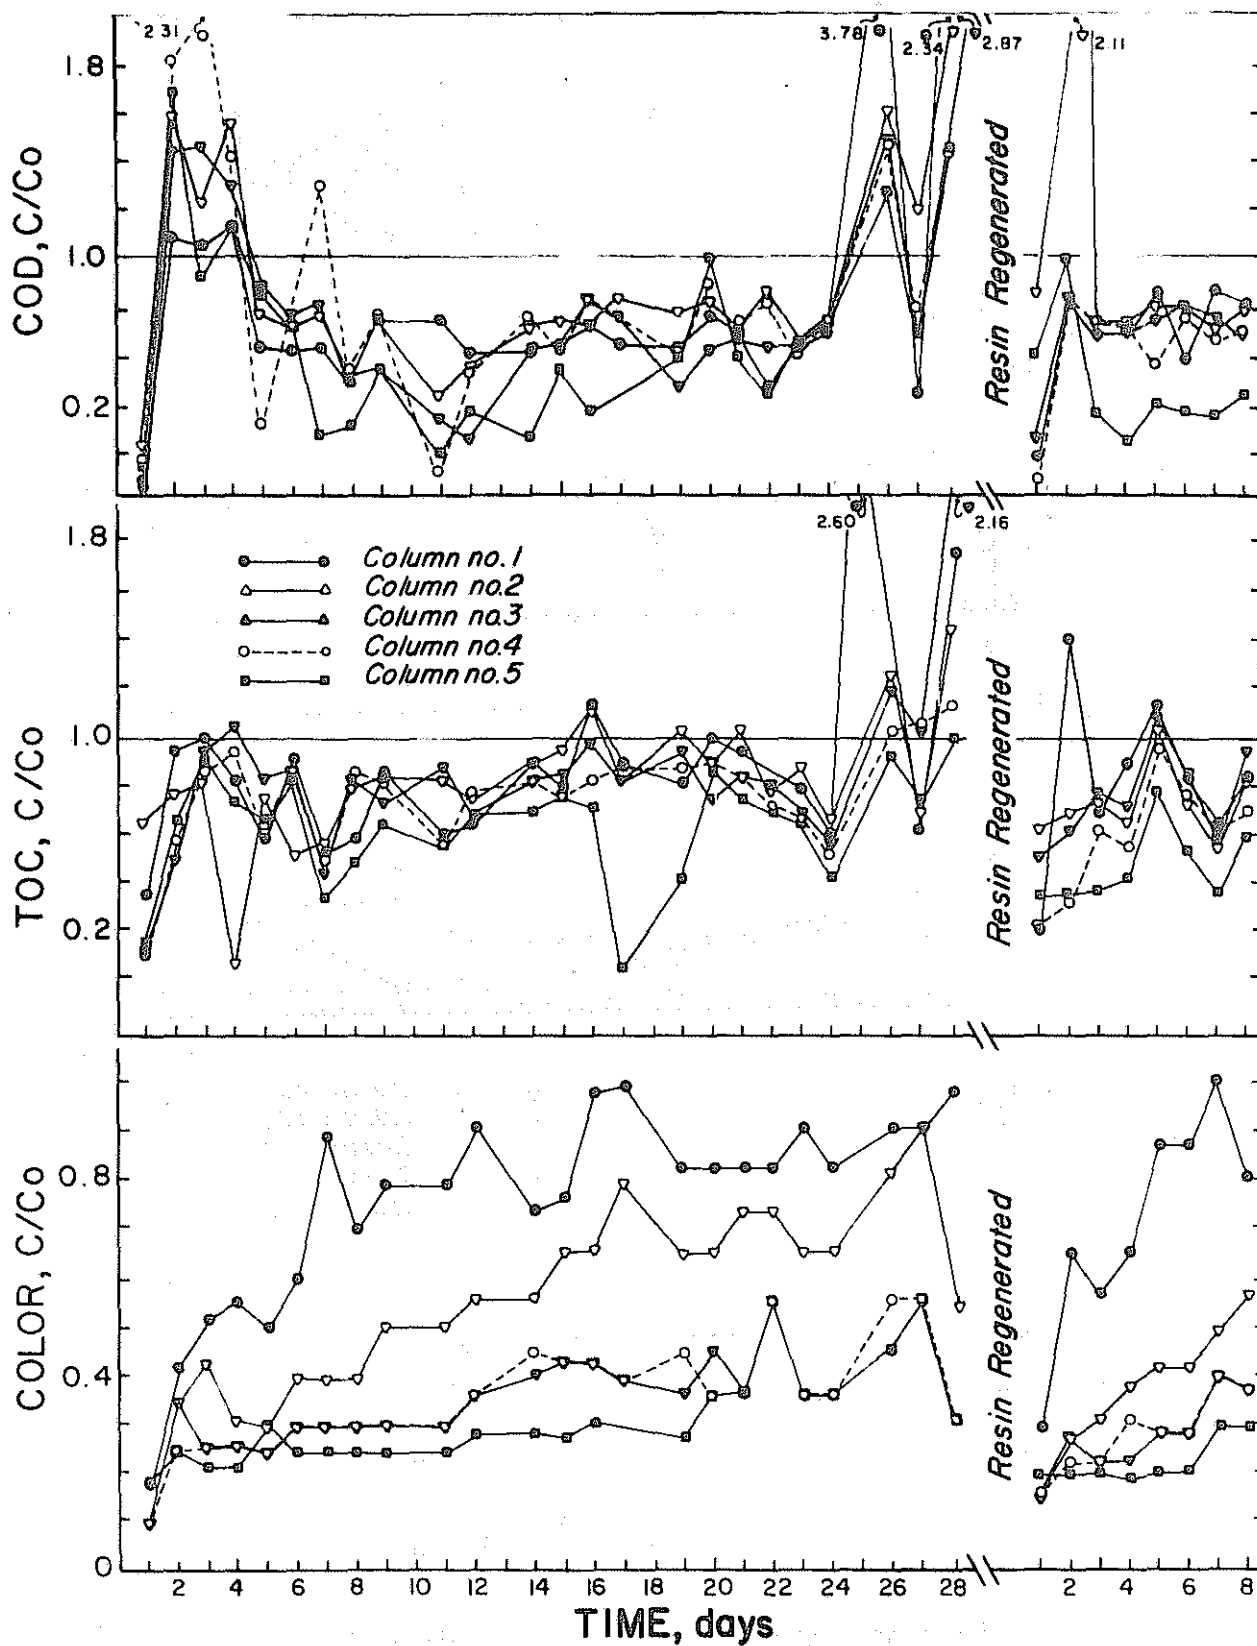 2.31
3.78
2.34
2.87
2.11
1.8
1.0
0.2
COD, C/Co
Resin Regenerated
2.60
2.16
1.8
1.0
0.2
TOC, C/Co
Column no. 1
Column no. 2
Column no. 3
Column no. 4
Column no. 5
Resin Regenerated
0.8
0.4
0
COLOR, C/Co
Resin Regenerated
2 4 6 8 10 12 14 16 18 20 22 24 26 28 2 4 6 8
TIME, days